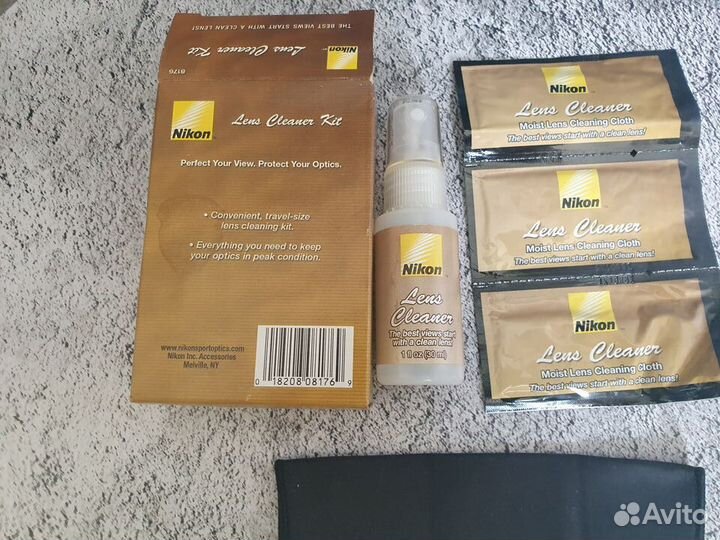 THE BEST VIEWS START WITH A CLEAN LENS!
Nikon
Lens Cleaner Kit
8176
Nikon
Lens Cleaner Kit
Perfect Your View. Protect Your Optics.
• Convenient, travel-size
lens cleaning kit.
• Everything you need to keep
your optics in peak condition.
www.nikonsportoptics.com
Nikon Inc. Accessories
Melville, NY
0 18208 08176 9
Nikon
Lens
Cleaner
The best views start
with a clean lens!
1 fl oz (30 ml)
Nikon
Lens Cleaner
Moist Lens Cleaning Cloth
The best views start with a clean lens!
Nikon
Lens Cleaner
Moist Lens Cleaning Cloth
The best views start with a clean lens!
Nikon
Lens Cleaner
Moist Lens Cleaning Cloth
The best views start with a clean lens!
Avito